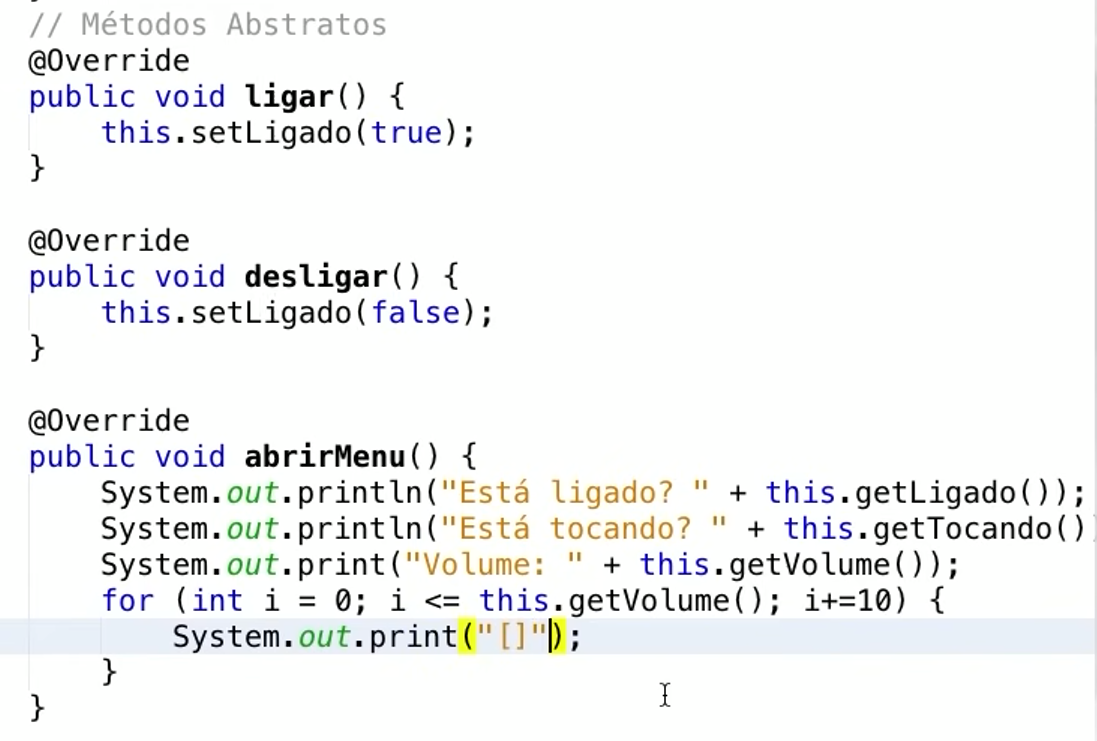 // Métodos Abstratos
@Override
public void ligar() {
this.setLigado(true);
}
@Override
public void desligar() {
this.setLigado(false);
}
@Override
public void abrirMenu() {
System.out.println("Está ligado? " + this.getLigado());
System.out.println("Está tocando? " + this.getTocando()
System.out.print("Volume: " + this.getVolume());
for (int i = 0; i <= this.getVolume(); i+=10) {
System.out.print("[]");
}
}